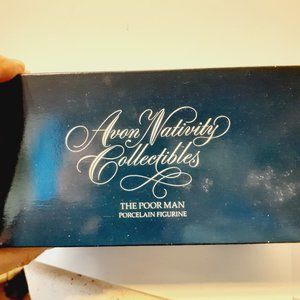 Avon Nativity
Collectibles
THE POOR MAN
PORCELAIN FIGURINE